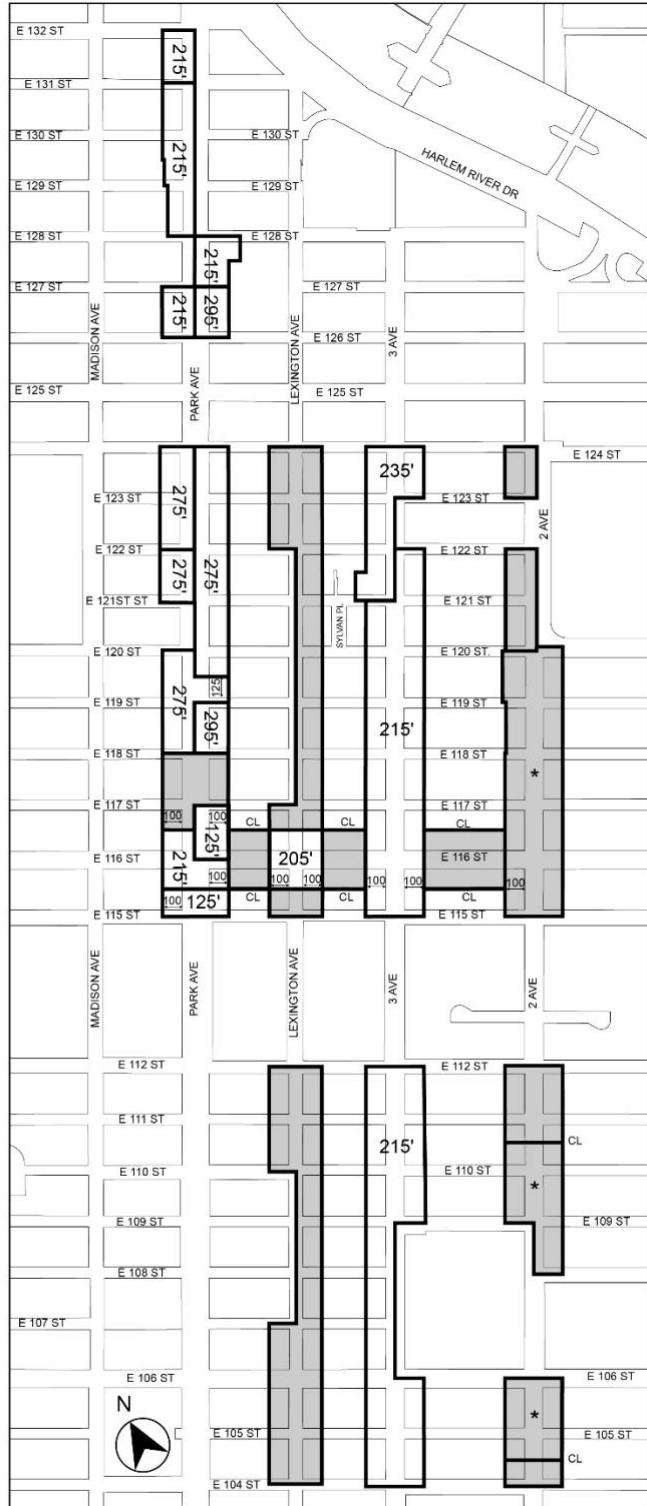 E 132 ST
215'
E 131 ST
215'
E 130 ST
E 130 ST
HARLEM RIVER DR
E 129 ST
E 129 ST
E 128 ST
E 128 ST
215'
E 127 ST
E 127 ST
215'
295'
MADISON AVE
PARK AVE
LEXINGTON AVE
3 AVE
E 126 ST
E 125 ST
E 125 ST
E 124 ST
235'
275'
E 123 ST
E 123 ST
2 AVE
E 122 ST
E 122 ST
275'
275'
E 121ST ST
E 121 ST
SYLVAN PL
E 120 ST
E 120 ST.
275'
125
E 119 ST
E 119 ST
295'
215'
E 118 ST
E 118 ST
*
E 117 ST
E 117 ST
100
100
125'
CL
CL
CL
E 116 ST
E 116 ST
215'
205'
100
100
100
100
100
100
100
125'
CL
CL
CL
E 115 ST
E 115 ST
MADISON AVE
PARK AVE
LEXINGTON AVE
3 AVE
2 AVE
E 112 ST
E 112 ST
E 111 ST
215'
CL
E 110 ST
E 110 ST
*
E 109 ST
E 109 ST
E 108 ST
E 107 ST
E 106 ST
E 106 ST
N
*
E 105 ST
E 105 ST
CL
E 104 ST